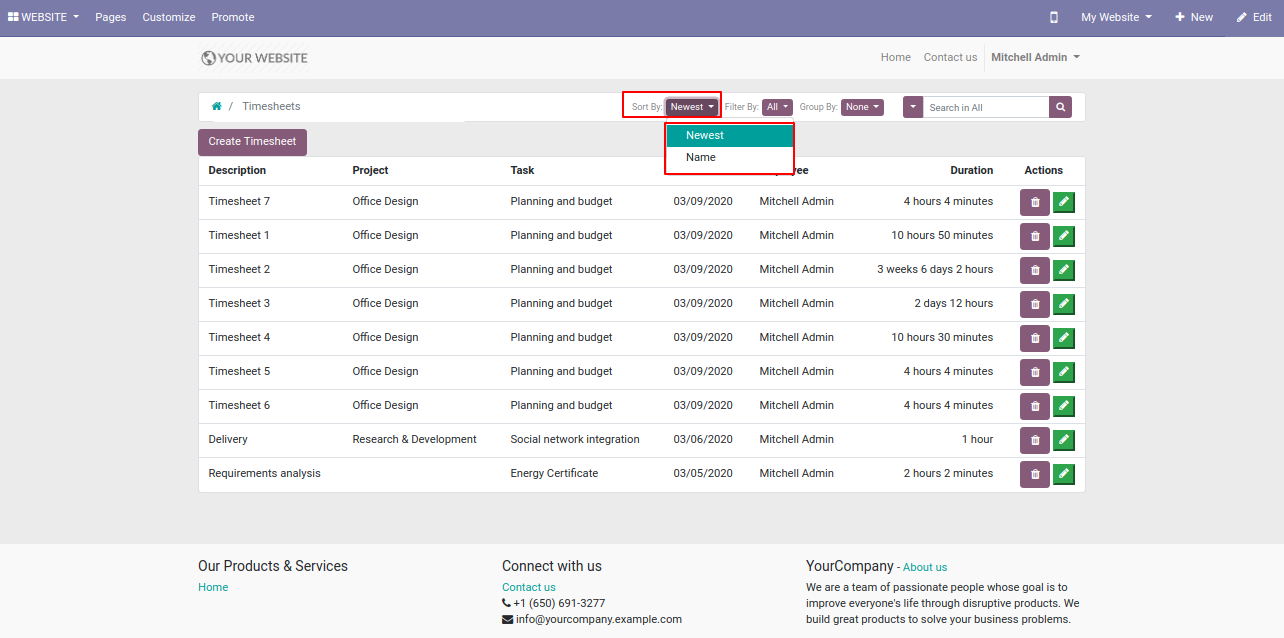 WEBSITE Pages Customize Promote My Website New Edit
YOUR WEBSITE Home Contact us Mitchell Admin
/ Timesheets Sort By: Newest Filter By: All Group By: None Search in All
Newest
Name
Create Timesheet
Description Project Task Duration Actions
Timesheet 7 Office Design Planning and budget 03/09/2020 Mitchell Admin 4 hours 4 minutes
Timesheet 1 Office Design Planning and budget 03/09/2020 Mitchell Admin 10 hours 50 minutes
Timesheet 2 Office Design Planning and budget 03/09/2020 Mitchell Admin 3 weeks 6 days 2 hours
Timesheet 3 Office Design Planning and budget 03/09/2020 Mitchell Admin 2 days 12 hours
Timesheet 4 Office Design Planning and budget 03/09/2020 Mitchell Admin 10 hours 30 minutes
Timesheet 5 Office Design Planning and budget 03/09/2020 Mitchell Admin 4 hours 4 minutes
Timesheet 6 Office Design Planning and budget 03/09/2020 Mitchell Admin 4 hours 4 minutes
Delivery Research & Development Social network integration 03/06/2020 Mitchell Admin 1 hour
Requirements analysis Energy Certificate 03/05/2020 Mitchell Admin 2 hours 2 minutes
Our Products & Services
Home
Connect with us
Contact us
+1 (650) 691-3277
info@yourcompany.example.com
YourCompany - About us
We are a team of passionate people whose goal is to
improve everyone's life through disruptive products. We
build great products to solve your business problems.